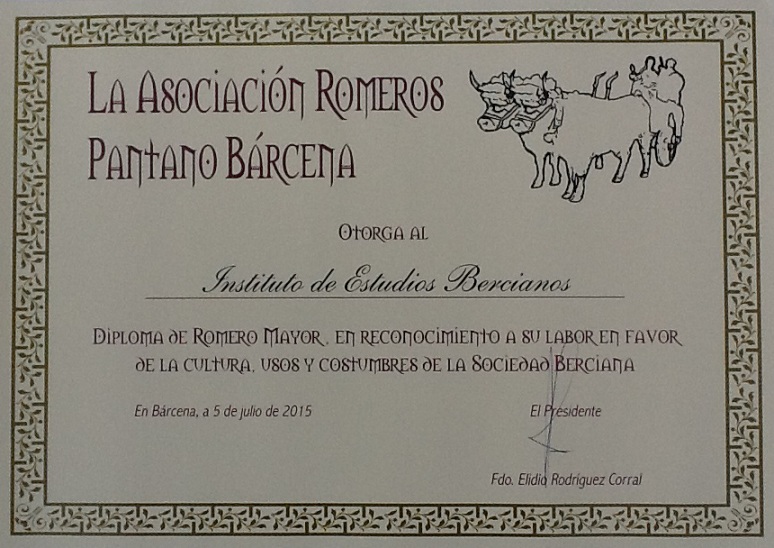 La Asociación Romeros
Pantano Bárcena
Otorga al
Instituto de Estudios Bercianos
Diploma de Romero Mayor, en reconocimiento a su labor en favor
de la cultura, usos y costumbres de la Sociedad Berciana
En Bárcena, a 5 de julio de 2015
El Presidente
Fdo. Elidio Rodríguez Corral